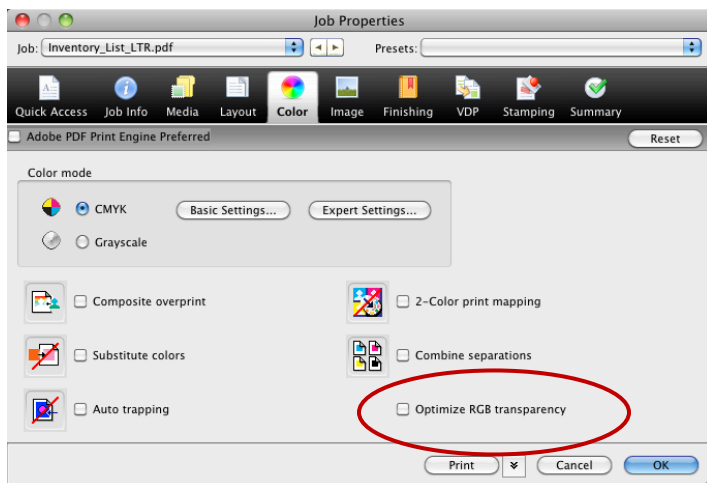 Job Properties
Job: Inventory_List_LTR.pdf Presets:
Quick Access Job Info Media Layout Color Image Finishing VDP Stamping Summary
Adobe PDF Print Engine Preferred Reset
Color mode
CMYK Basic Settings... Expert Settings...
Grayscale
Composite overprint 2-Color print mapping
Substitute colors Combine separations
Auto trapping Optimize RGB transparency
Print Cancel OK